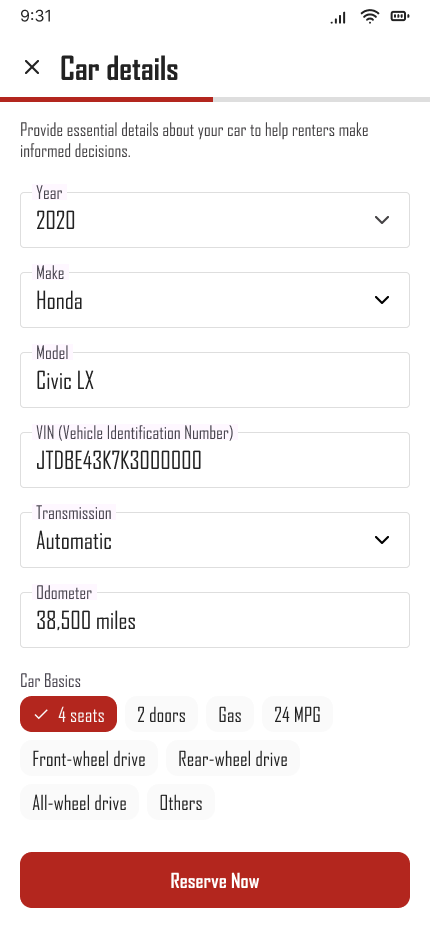 9:31
Car details
Provide essential details about your car to help renters make
informed decisions.
Year
2020
Make
Honda
Model
Civic LX
VIN (Vehicle Identification Number)
JTDBE43K7K3000000
Transmission
Automatic
Odometer
38,500 miles
Car Basics
4 seats 2 doors Gas 24 MPG
Front-wheel drive Rear-wheel drive
All-wheel drive Others
Reserve Now